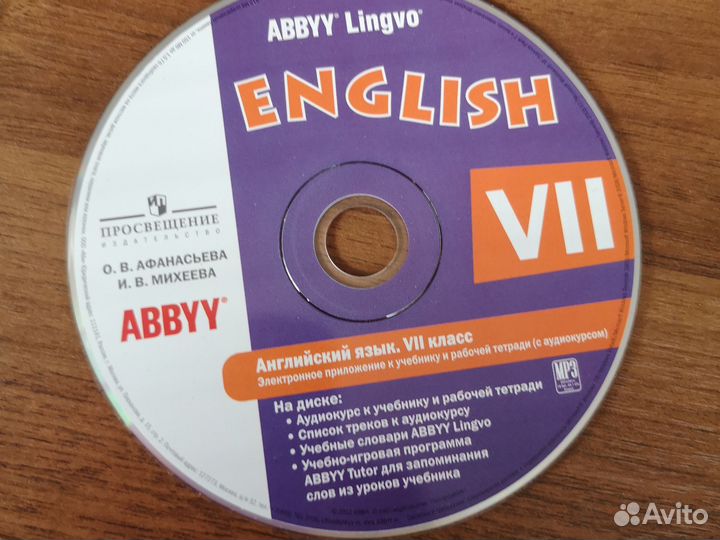 ABBYY® Lingvo®
ENGLISH
VII
ПРОСВЕЩЕНИЕ
ИЗДАТЕЛЬСТВО
О. В. АФАНАСЬЕВА
И. В. МИХЕЕВА
ABBYY®
Английский язык. VII класс
Электронное приложение к учебнику и рабочей тетради (с аудиокурсом)
MP3
На диске:
• Аудиокурс к учебнику и рабочей тетради
• Список треков к аудиокурсу
• Учебные словари ABBYY Lingvo
• Учебно-игровая программа
ABBYY Tutor для запоминания
слов из уроков учебника
Avito